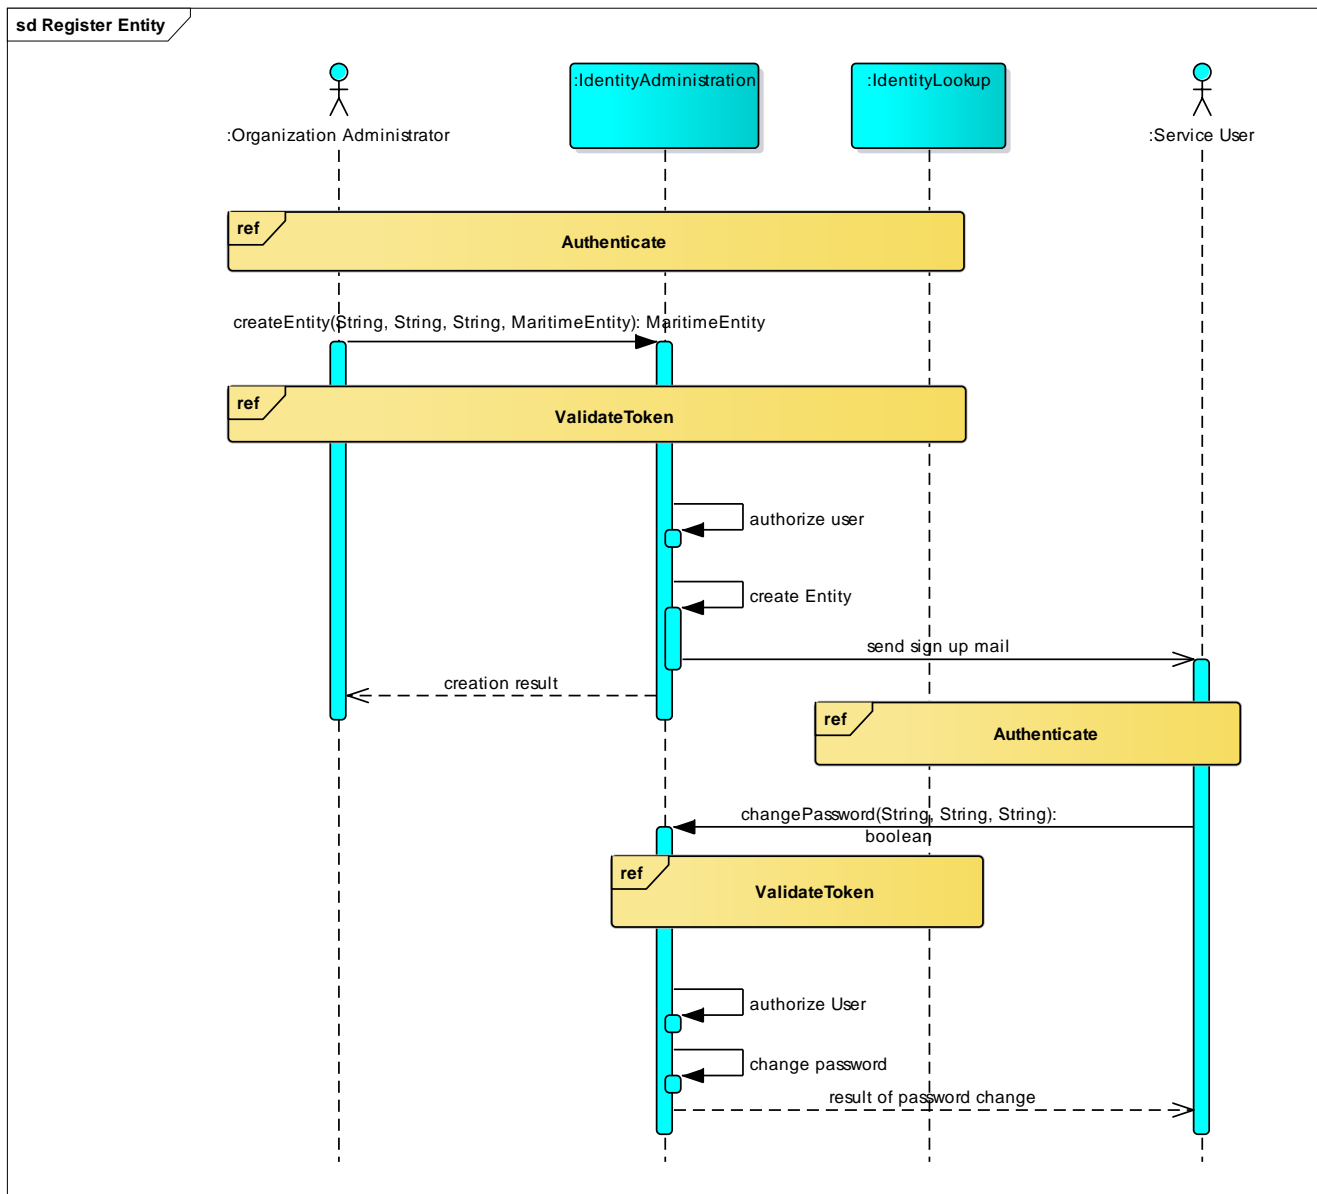 sd Register Entity
:Organization Administrator
:IdentityAdministration
:IdentityLookup
:Service User
ref
Authenticate
createEntity(String, String, String, MaritimeEntity): MaritimeEntity
ref
ValidateToken
authorize user
create Entity
send sign up mail
creation result
ref
Authenticate
changePassword(String, String, String):
boolean
ref
ValidateToken
authorize User
change password
result of password change